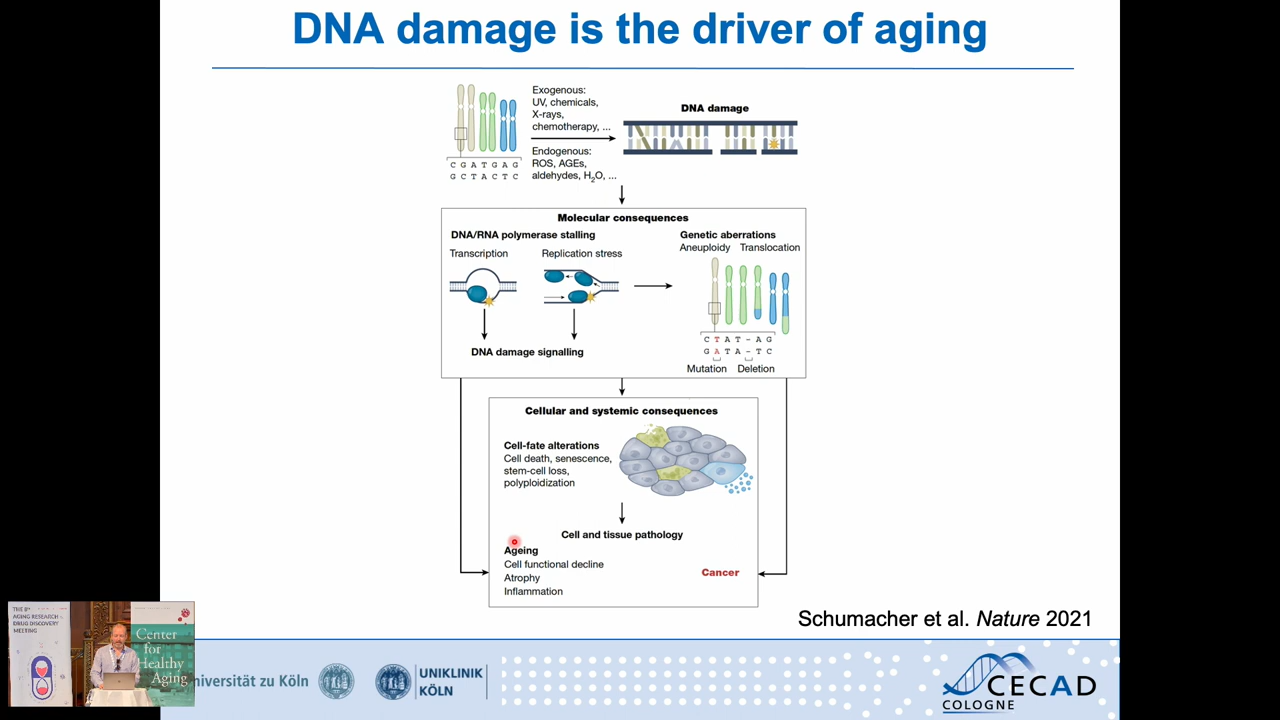 DNA damage is the driver of aging
Exogenous:
UV, chemicals,
X-rays,
chemotherapy, ...
Endogenous:
ROS, AGEs,
aldehydes, H2O, ...
C G A T G A G
G C T A C T C
DNA damage
Molecular consequences
DNA/RNA polymerase stalling
Transcription
Replication stress
DNA damage signalling
Genetic aberrations
Aneuploidy
Translocation
C T A T – A G
G A T A – T C
Mutation
Deletion
Cellular and systemic consequences
Cell-fate alterations
Cell death, senescence,
stem-cell loss,
polyploidization
Cell and tissue pathology
Ageing
Cell functional decline
Atrophy
Inflammation
Cancer
Schumacher et al. Nature 2021
THE 8th
AGING RESEARCH &
DRUG DISCOVERY
MEETING
Center
for
Healthy
Aging
niversität zu Köln
UNIKLINIK
KÖLN
CECAD
COLOGNE